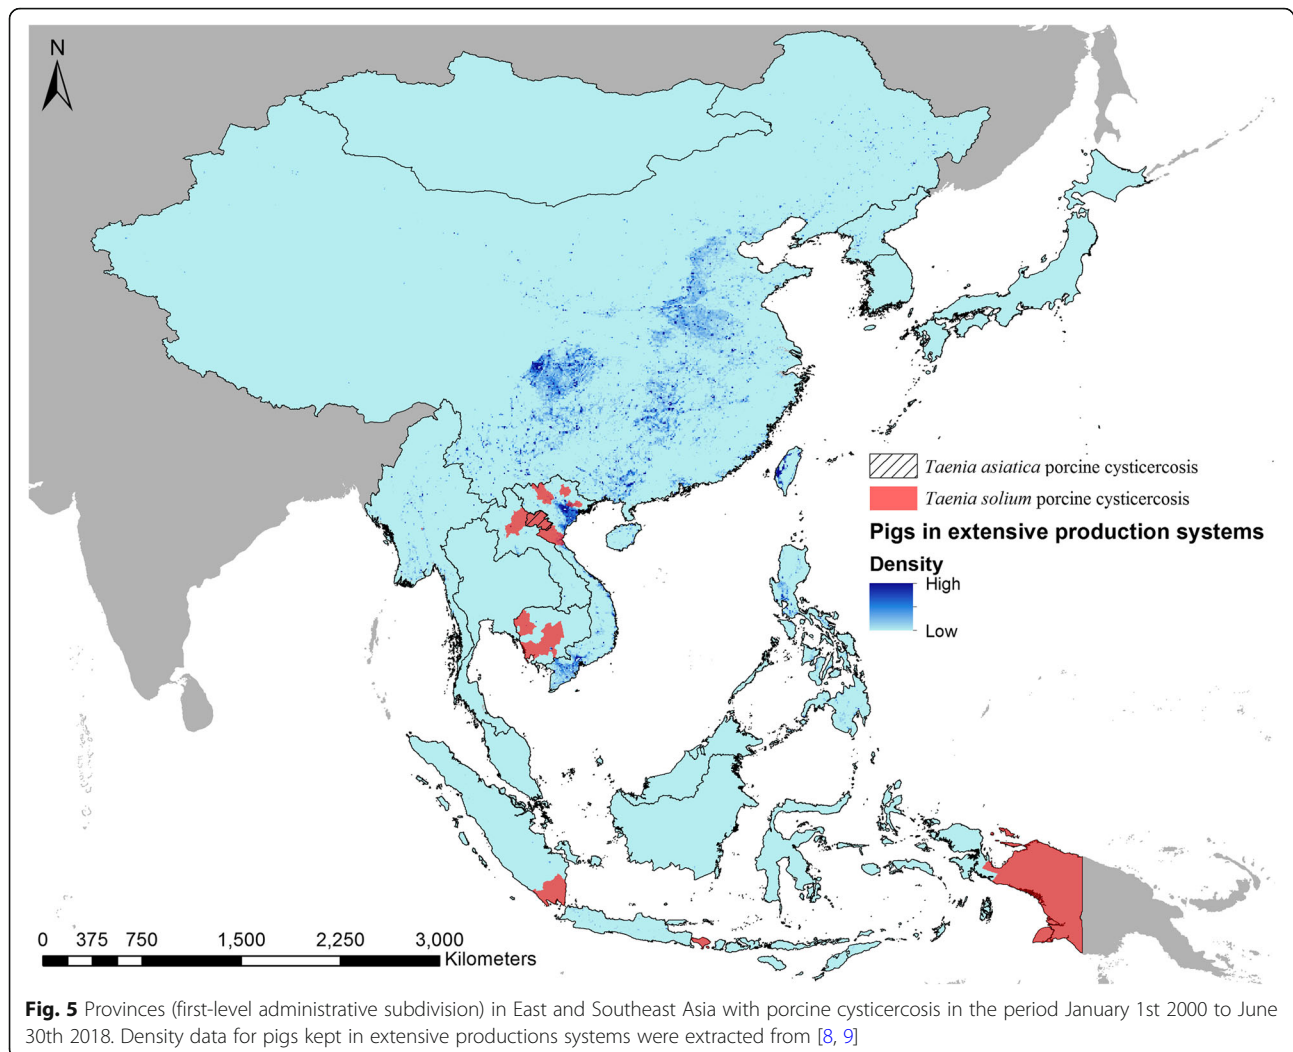 N
Taenia asiatica porcine cysticercosis
Taenia solium porcine cysticercosis
Pigs in extensive production systems
Density
High
Low
0 375 750 1,500 2,250 3,000
Kilometers
Fig. 5 Provinces (first-level administrative subdivision) in East and Southeast Asia with porcine cysticercosis in the period January 1st 2000 to June
30th 2018. Density data for pigs kept in extensive productions systems were extracted from [8, 9]